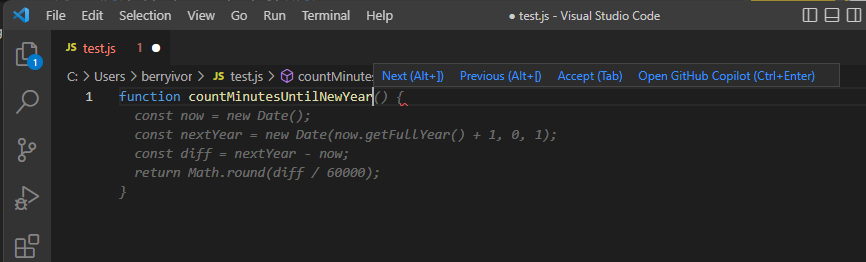 File Edit Selection View Go Run Terminal Help ● test.js - Visual Studio Code
JS test.js 1 ●
1
C: > Users > berryivor > JS test.js > countMinutes
Next (Alt+]) Previous (Alt+[) Accept (Tab) Open GitHub Copilot (Ctrl+Enter)
1 function countMinutesUntilNewYear() {
const now = new Date();
const nextYear = new Date(now.getFullYear() + 1, 0, 1);
const diff = nextYear - now;
return Math.round(diff / 60000);
}